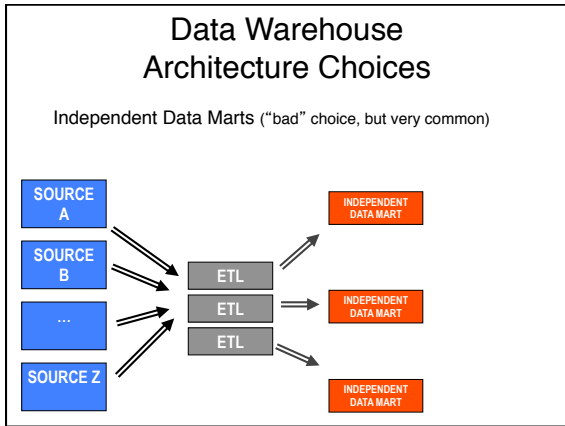 Data Warehouse
Architecture Choices
Independent Data Marts (“bad” choice, but very common)
SOURCE
A
SOURCE
B
...
SOURCE Z
ETL
ETL
ETL
INDEPENDENT
DATA MART
INDEPENDENT
DATA MART
INDEPENDENT
DATA MART